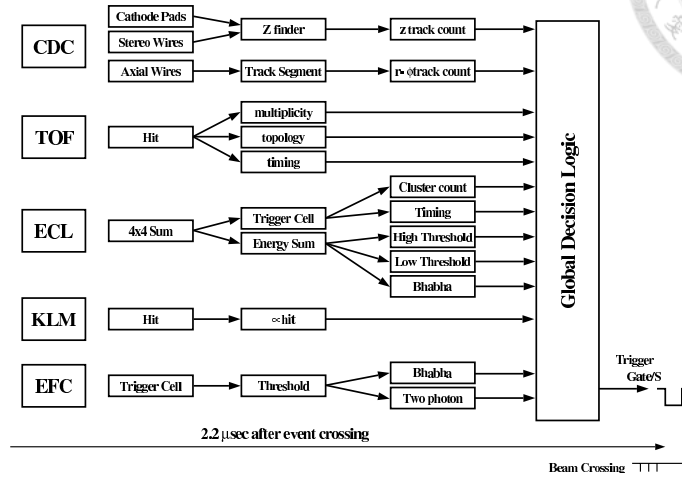 CDC
Cathode Pads
Stereo Wires
Z finder
z track count
Axial Wires
Track Segment
r- ϕtrack count
TOF
Hit
multiplicity
topology
timing
ECL
4x4 Sum
Trigger Cell
Energy Sum
Cluster count
Timing
High Threshold
Low Threshold
Bhabha
KLM
Hit
∝hit
EFC
Trigger Cell
Threshold
Bhabha
Two photon
Global Decision Logic
Trigger
Gate/S
2.2 μsec after event crossing
Beam Crossing